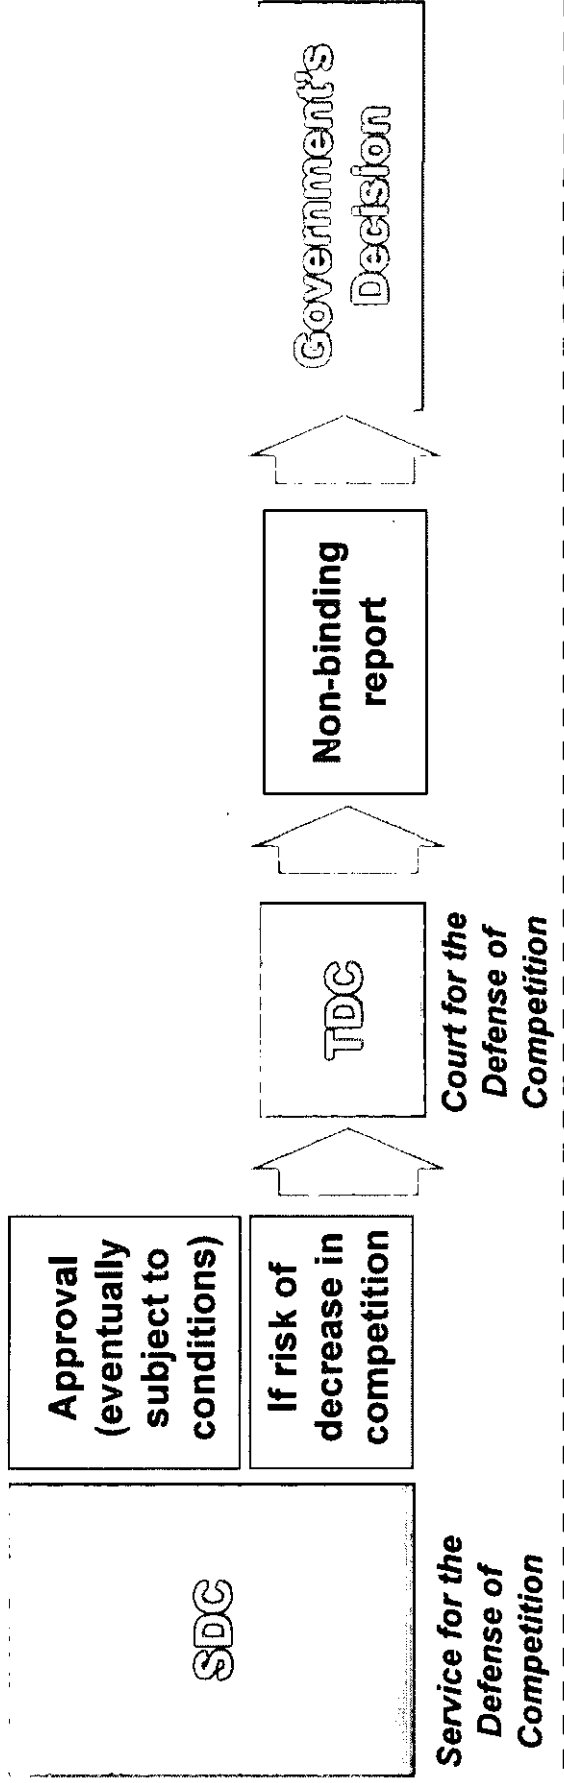 SDC
Service for the
Defense of
Competition
Approval
(eventually
subject to
conditions)
If risk of
decrease in
competition
TDC
Court for the
Defense of
Competition
Non-binding
report
Government's
Decision